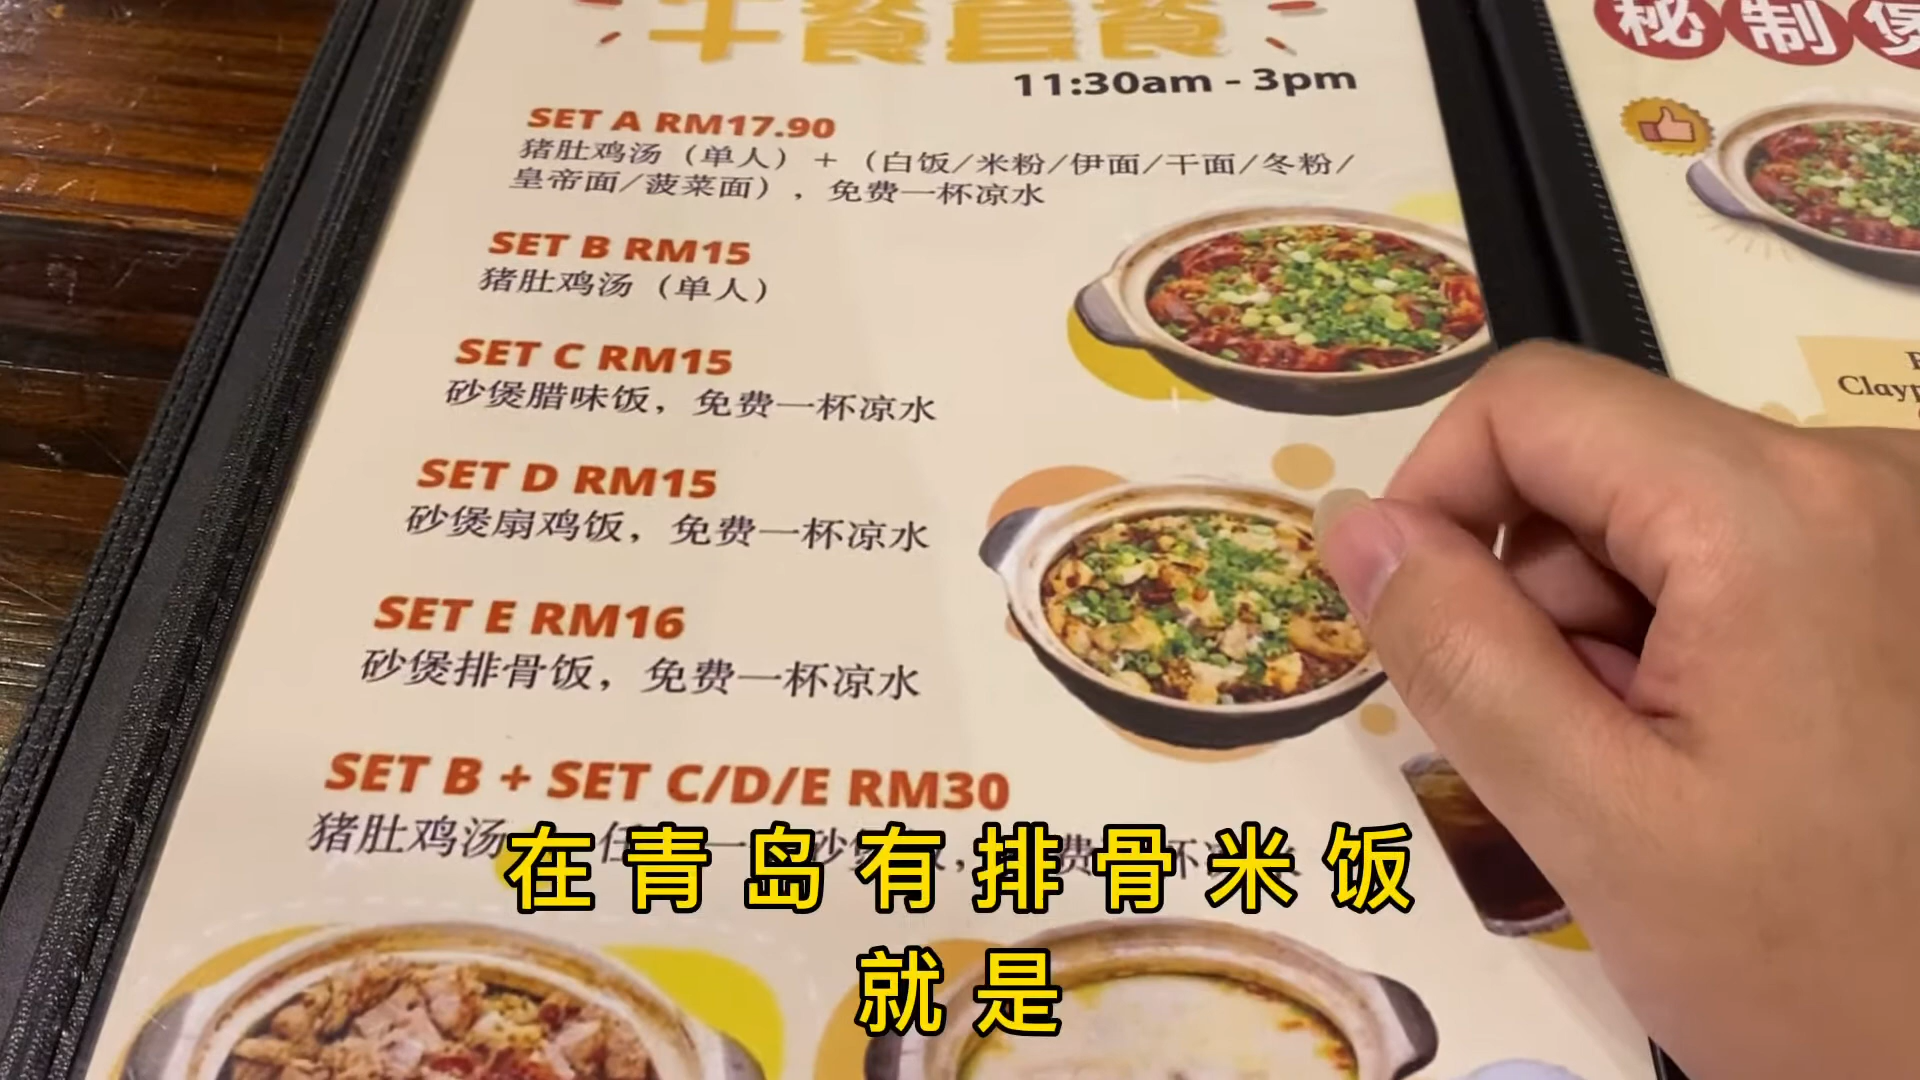 11:30am - 3pm
SET A RM17.90
猪肚鸡汤（单人）+（白饭/米粉/伊面/干面/冬粉/
皇帝面/菠菜面），免费一杯凉水
SET B RM15
猪肚鸡汤（单人）
SET C RM15
砂煲腊味饭，免费一杯凉水
SET D RM15
砂煲扇鸡饭，免费一杯凉水
SET E RM16
砂煲排骨饭，免费一杯凉水
SET B + SET C/D/E RM30
猪肚鸡汤
在青岛有排骨米饭
就是
秘制煲